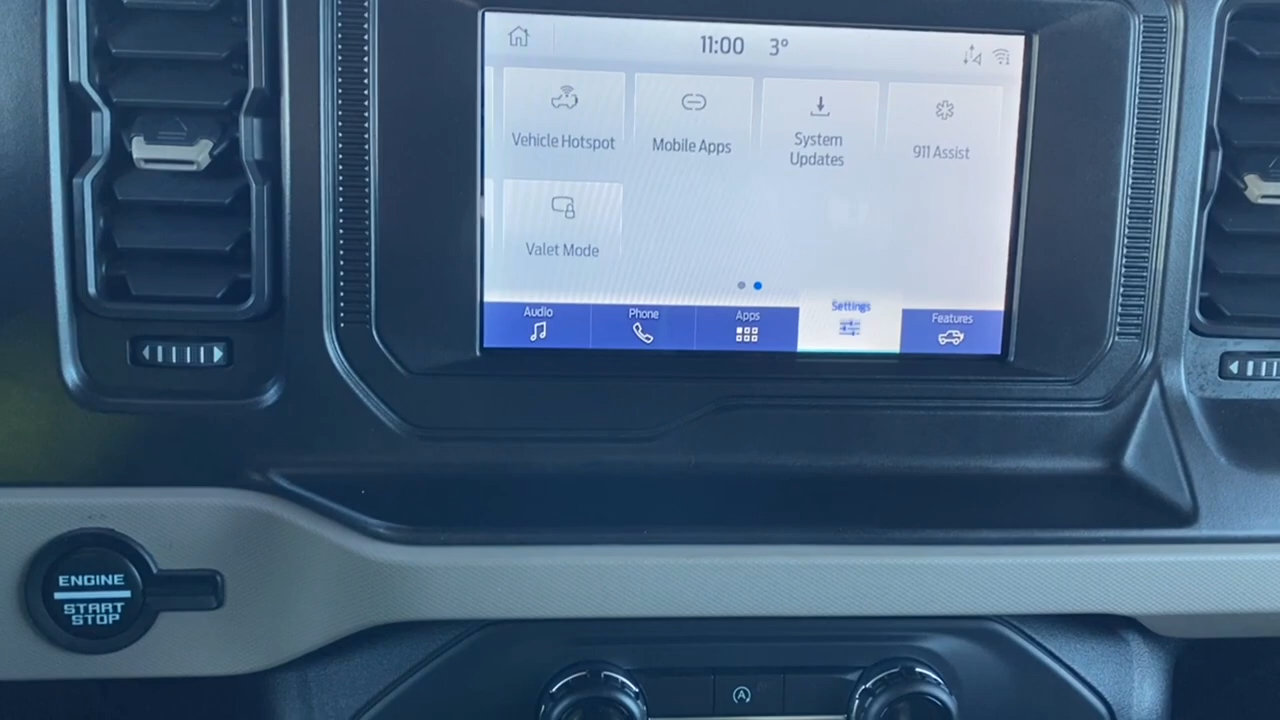 11:00 3°
Vehicle Hotspot
Mobile Apps
System
Updates
911 Assist
Valet Mode
Audio
Phone
Apps
Settings
Features
ENGINE
START
STOP
A